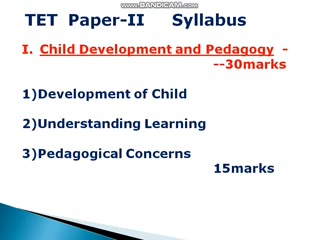 www.BANDICAM.com
TET Paper-II Syllabus
I. Child Development and Pedagogy -
--30marks
1)Development of Child
2)Understanding Learning
3)Pedagogical Concerns
15marks